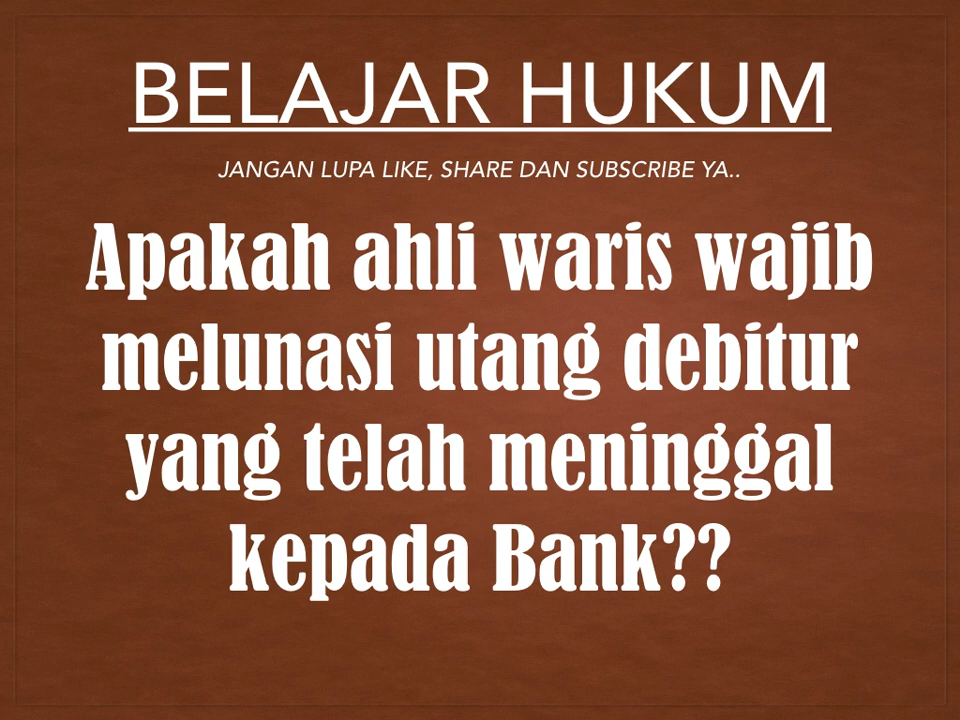 BELAJAR HUKUM
JANGAN LUPA LIKE, SHARE DAN SUBSCRIBE YA..
Apakah ahli waris wajib
melunasi utang debitur
yang telah meninggal
kepada Bank??